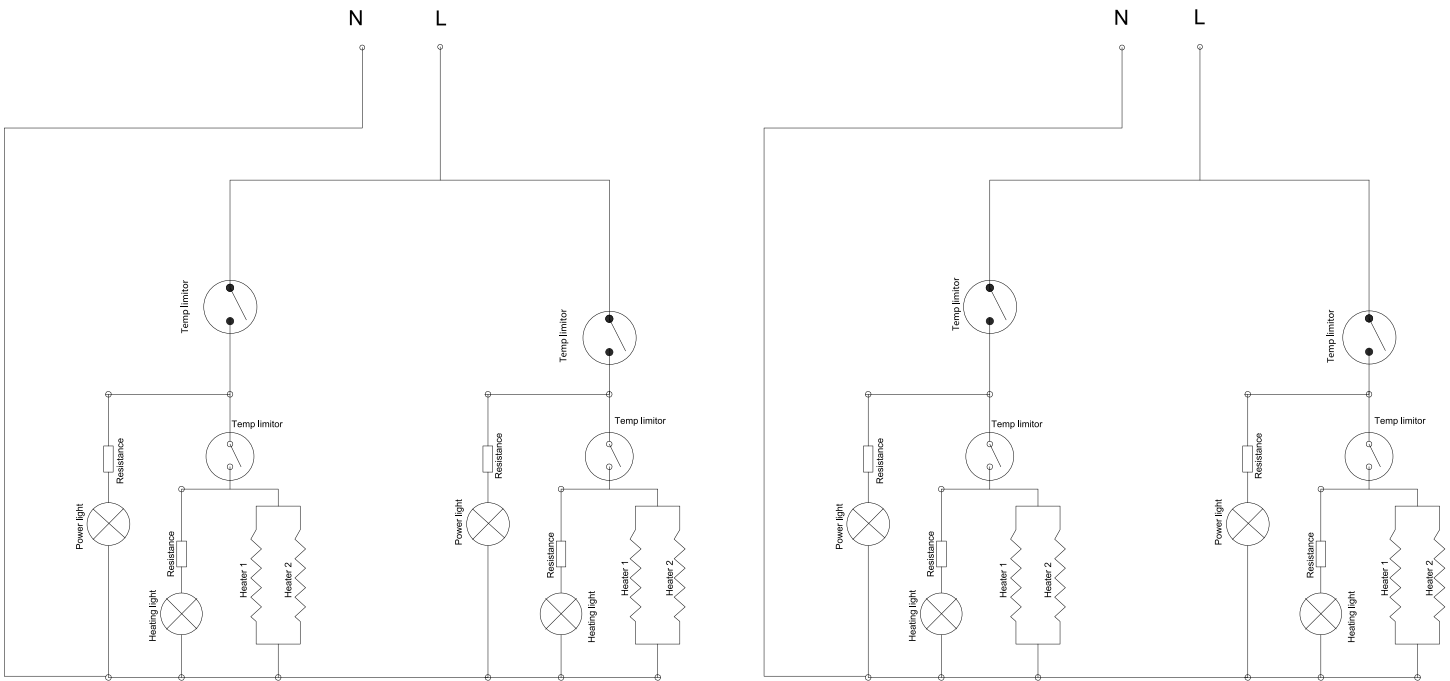 N L
N L
Temp limitor
Temp limitor
Temp limitor
Temp limitor
Resistance
Temp limitor
Resistance
Temp limitor
Resistance
Temp limitor
Resistance
Temp limitor
Power light
Resistance
Heater 1
Heater 2
Power light
Resistance
Heater 1
Heater 2
Power light
Resistance
Heater 1
Heater 2
Power light
Resistance
Heater 1
Heater 2
Heating light
Heating light
Heating light
Heating light